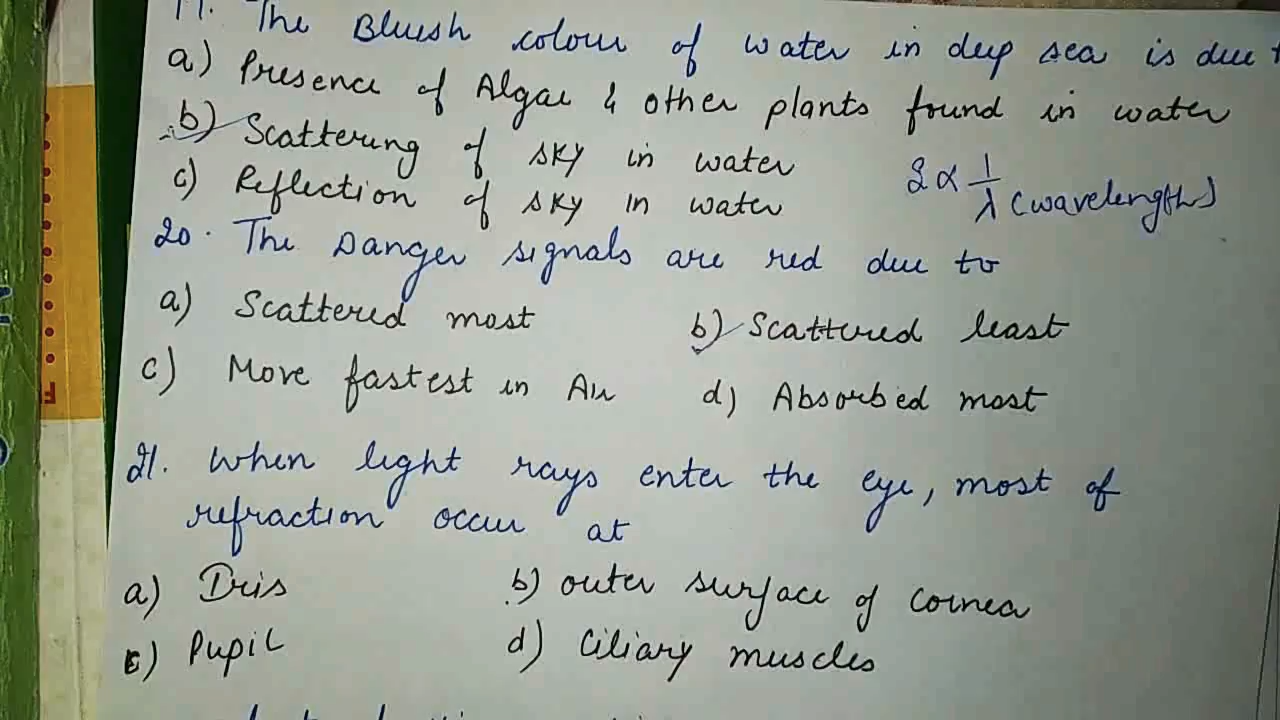 The Bluish colour of water in deep sea is due
a) Presence of Algae & other plants found in water
b) Scattering of sky in water
c) Reflection of sky in water
I ∝ 1/λ (wavelength)
20. The Danger signals are red due to
a) Scattered most b) Scattered least
c) Move fastest in Air d) Absorbed most
21. When light rays enter the eye, most of
refraction occur at
a) Iris b) outer surface of cornea
c) Pupil d) Ciliary muscles